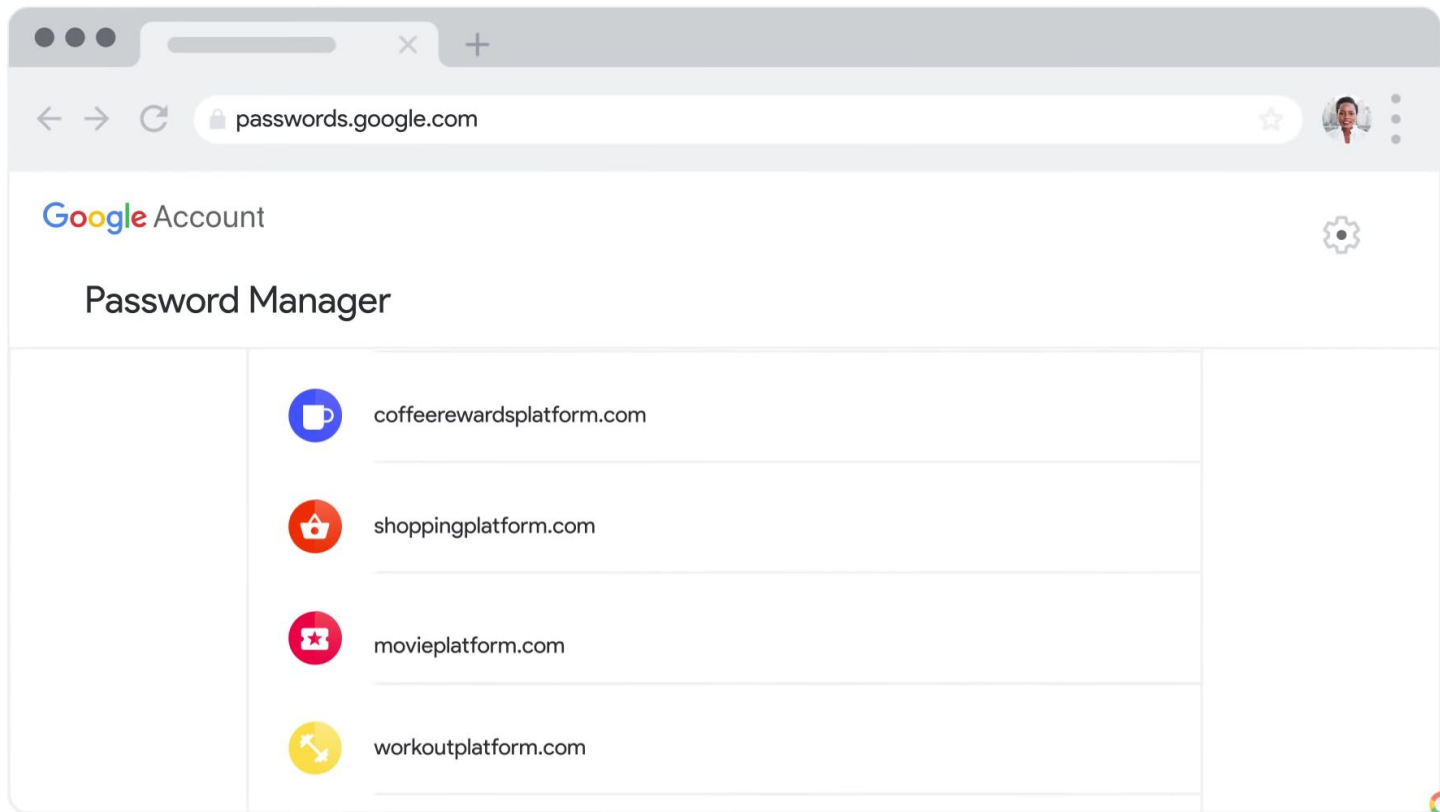 passwords.google.com
Google Account
Password Manager
coffeerewardsplatform.com
shoppingplatform.com
movieplatform.com
workoutplatform.com